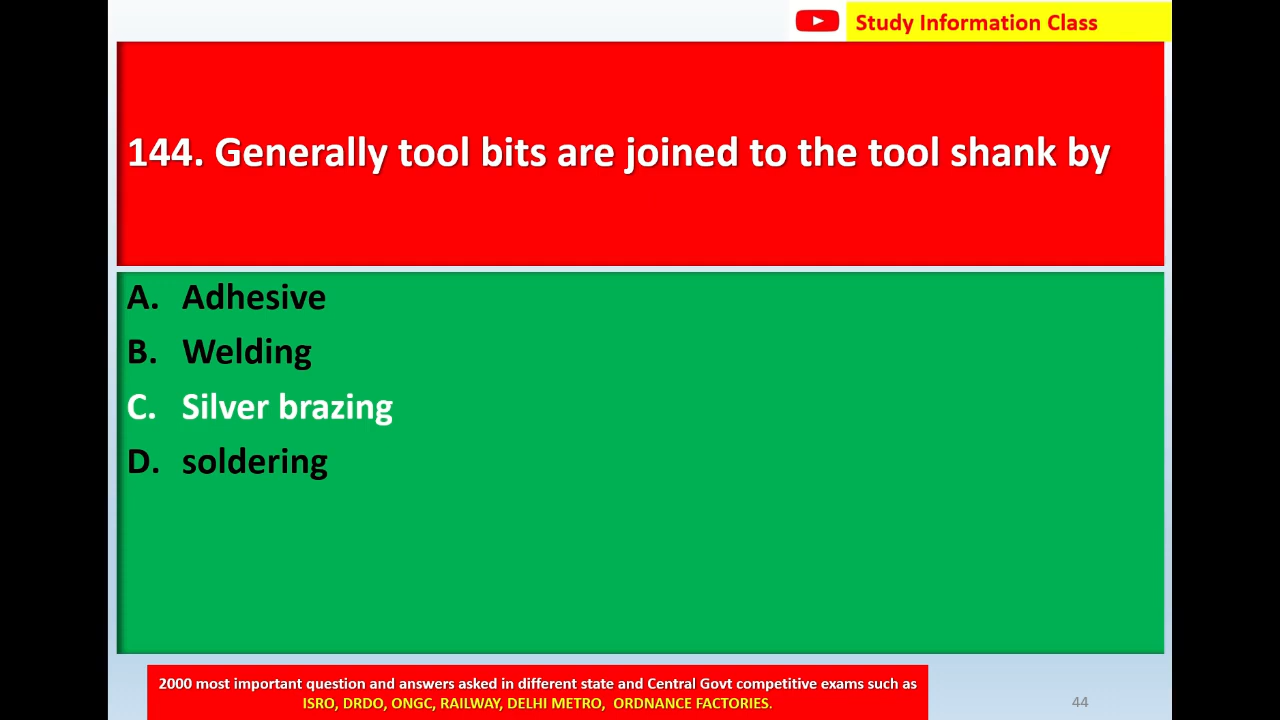 Study Information Class
144. Generally tool bits are joined to the tool shank by
A. Adhesive
B. Welding
C. Silver brazing
D. soldering
2000 most important question and answers asked in different state and Central Govt competitive exams such as
ISRO, DRDO, ONGC, RAILWAY, DELHI METRO, ORDNANCE FACTORIES.
44